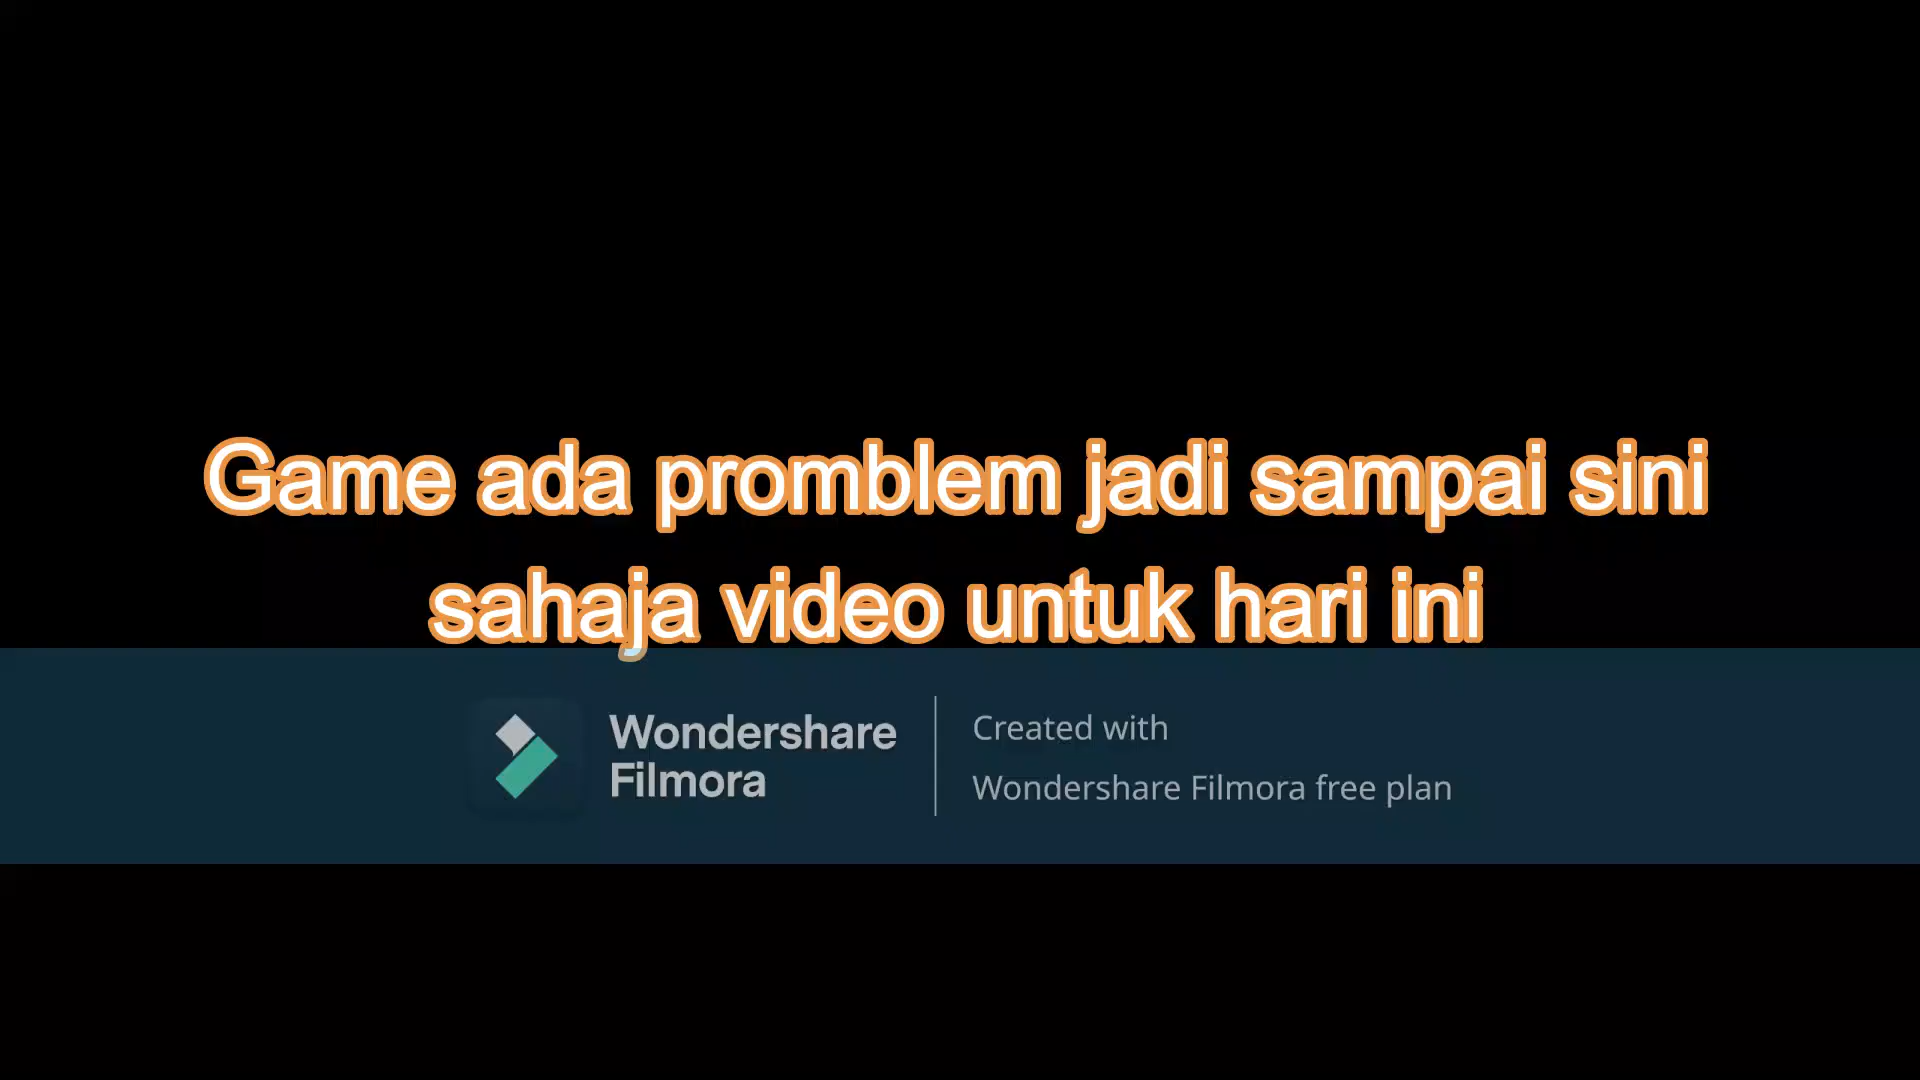 Game ada promblem jadi sampai sini
sahaja video untuk hari ini
Wondershare
Filmora
Created with
Wondershare Filmora free plan